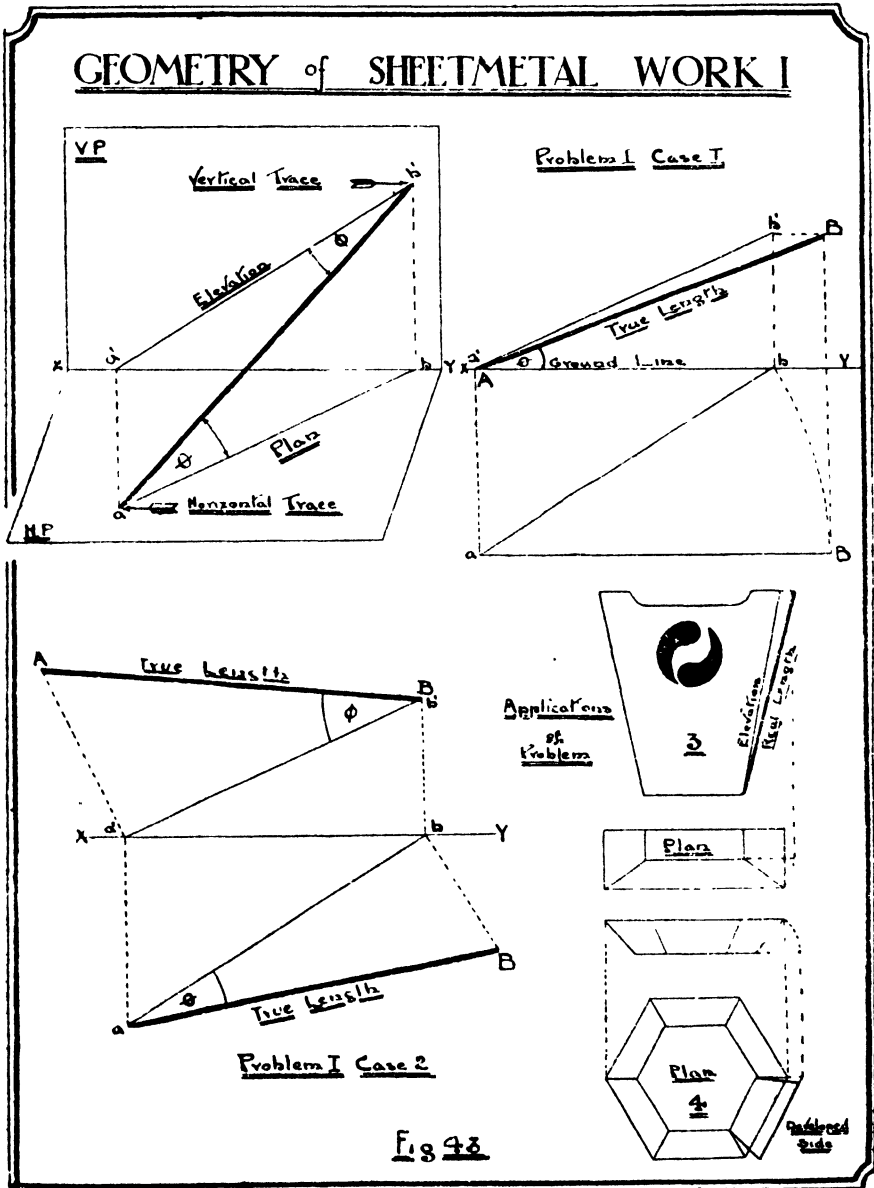 GEOMETRY of SHEETMETAL WORK I
VP
Vertical Trace
b'
φ
Elevation
X
a'
b
Y
θ
Plan
a
Horizontal Trace
H.P
Problem I Case I
b'
B
True Length
X
a'
A
θ
Ground Line
b
Y
a
B
A
True Length
B
b'
φ
X
a'
b
Y
θ
a
True Length
B
Problem I Case 2
Applications
of
Problem
3
Elevation
Real Length
Plan
Plan
4
Developed
Side
Fig 43